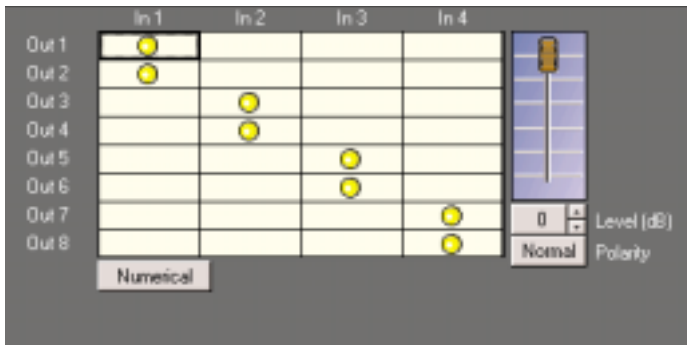 In 1 In 2 In 3 In 4
Out 1
Out 2
Out 3
Out 4
Out 5
Out 6
Out 7
Out 8
0 Level (dB)
Normal Polarity
Numerical